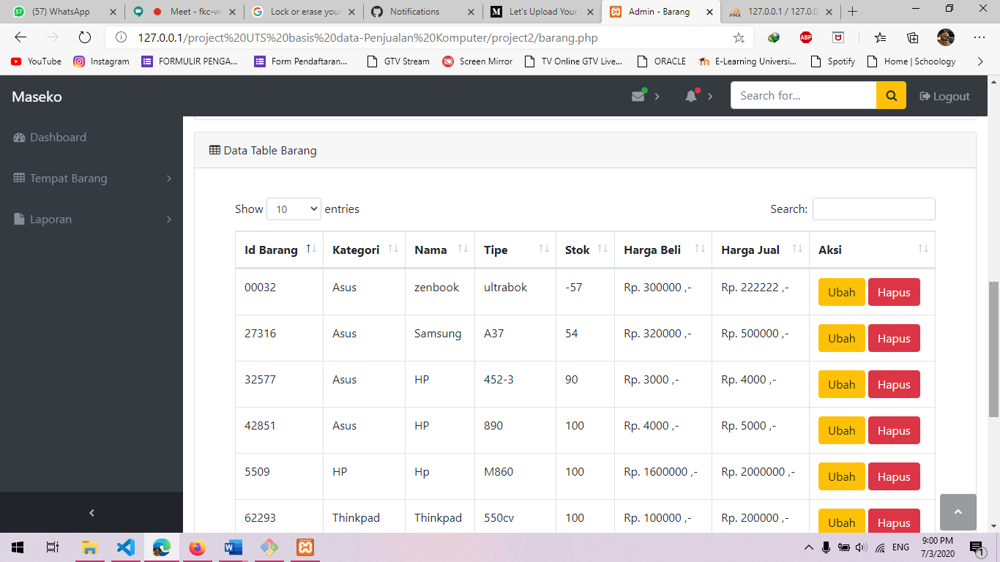 57 (57) WhatsApp
Meet - fkc-w
Lock or erase your
Notifications
Let's Upload Your
Admin - Barang
PMA 127.0.0.1 / 127.0.0
127.0.0.1/project%20UTS%20basis%20data-Penjualan%20Komputer/project2/barang.php
ABP
YouTube Instagram FORMULIR PENGA... Form Pendaftaran... GTV Stream Screen Mirror TV Online GTV Live... ORACLE E-Learning Universi... Spotify Home | Schoology
Maseko
Search for...
Logout
Dashboard
Tempat Barang
Laporan
Data Table Barang
Show 10 entries Search:
Id Barang Kategori Nama Tipe Stok Harga Beli Harga Jual Aksi
00032 Asus zenbook ultrabok -57 Rp. 300000 ,- Rp. 222222 ,- Ubah Hapus
27316 Asus Samsung A37 54 Rp. 320000 ,- Rp. 500000 ,- Ubah Hapus
32577 Asus HP 452-3 90 Rp. 3000 ,- Rp. 4000 ,- Ubah Hapus
42851 Asus HP 890 100 Rp. 4000 ,- Rp. 5000 ,- Ubah Hapus
5509 HP Hp M860 100 Rp. 1600000 ,- Rp. 2000000 ,- Ubah Hapus
62293 Thinkpad Thinkpad 550cv 100 Rp. 100000 ,- Rp. 200000 ,- Ubah Hapus
ENG
9:00 PM
7/3/2020
1